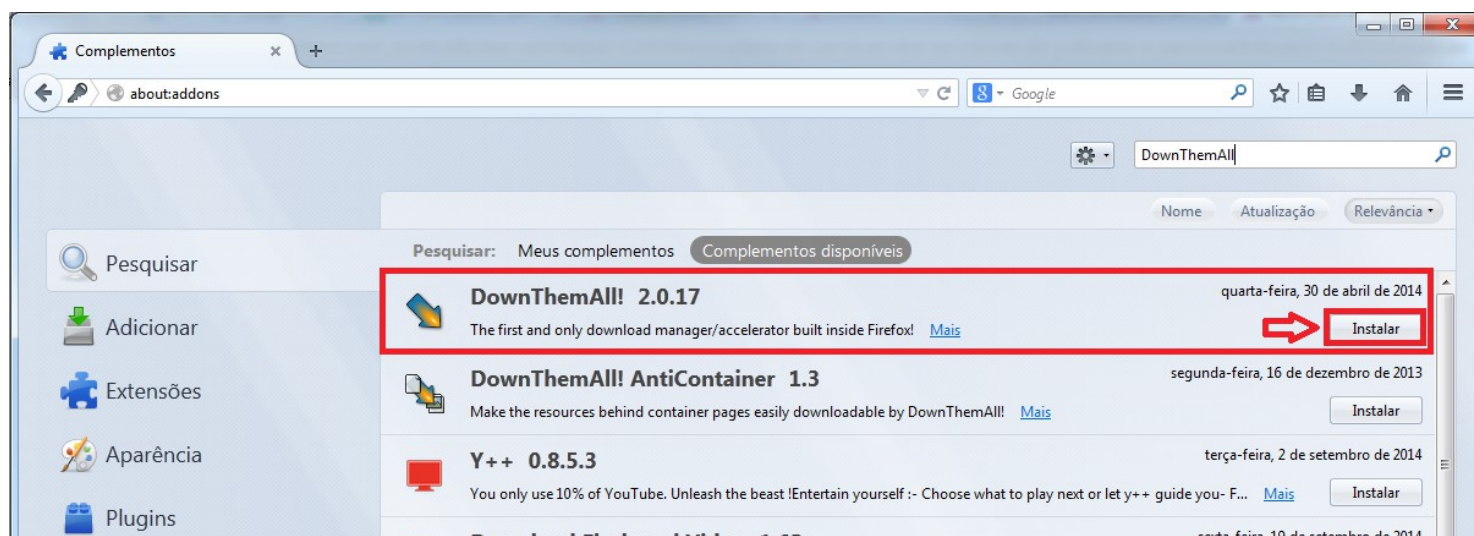 Complementos
about:addons
Google
DownThemAll
Nome Atualização Relevância
Pesquisar: Meus complementos Complementos disponíveis
Pesquisar
Adicionar
Extensões
Aparência
Plugins
DownThemAll! 2.0.17
quarta-feira, 30 de abril de 2014
The first and only download manager/accelerator built inside Firefox! Mais
Instalar
DownThemAll! AntiContainer 1.3
segunda-feira, 16 de dezembro de 2013
Make the resources behind container pages easily downloadable by DownThemAll! Mais
Instalar
Y++ 0.8.5.3
terça-feira, 2 de setembro de 2014
You only use 10% of YouTube. Unleash the beast !Entertain yourself :- Choose what to play next or let y++ guide you- F... Mais
Instalar